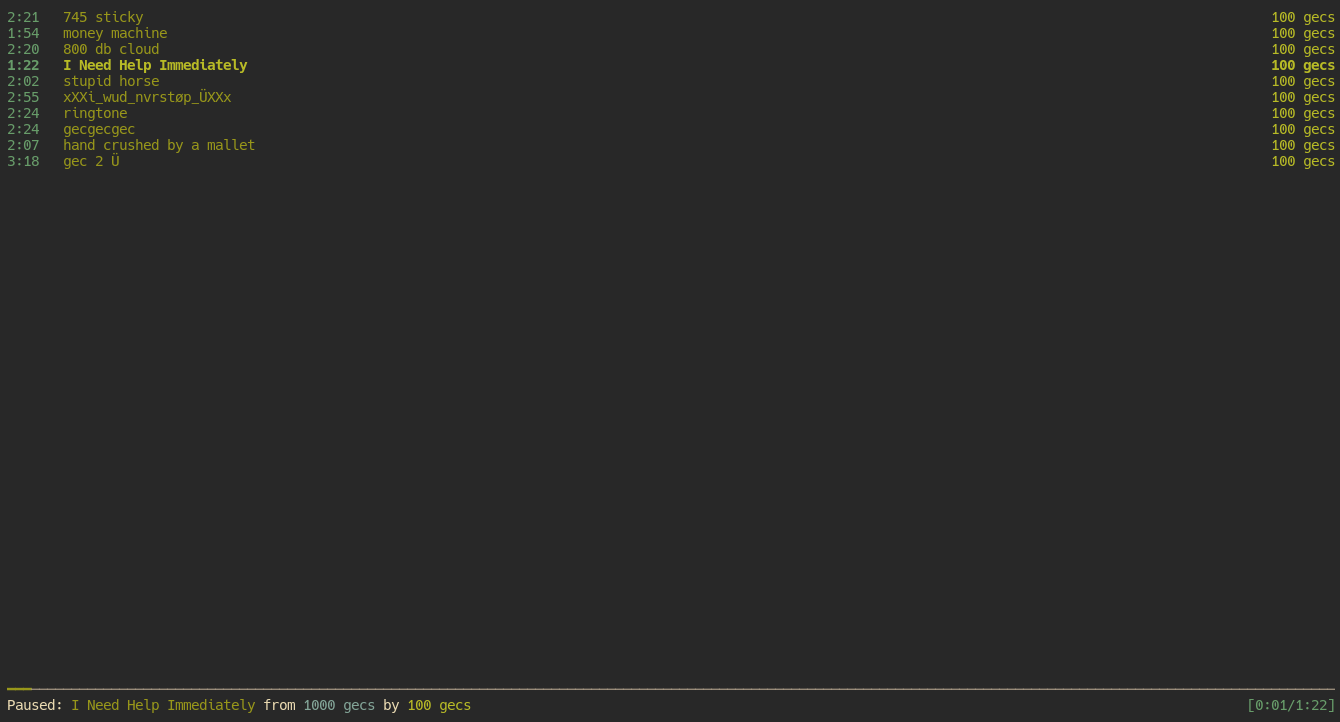 2:21 745 sticky 100 gecs
1:54 money machine 100 gecs
2:20 800 db cloud 100 gecs
1:22 I Need Help Immediately 100 gecs
2:02 stupid horse 100 gecs
2:55 xXXi_wud_nvrstøp_ÜXXx 100 gecs
2:24 ringtone 100 gecs
2:24 gecgecgec 100 gecs
2:07 hand crushed by a mallet 100 gecs
3:18 gec 2 Ü 100 gecs
Paused: I Need Help Immediately from 1000 gecs by 100 gecs [0:01/1:22]